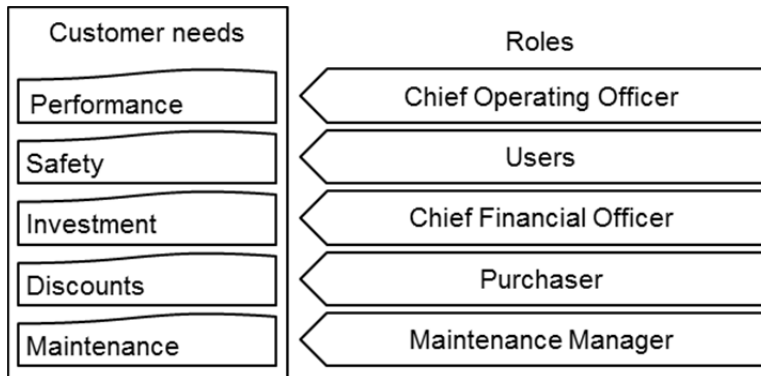 Customer needs
Roles
Performance
Chief Operating Officer
Safety
Users
Investment
Chief Financial Officer
Discounts
Purchaser
Maintenance
Maintenance Manager